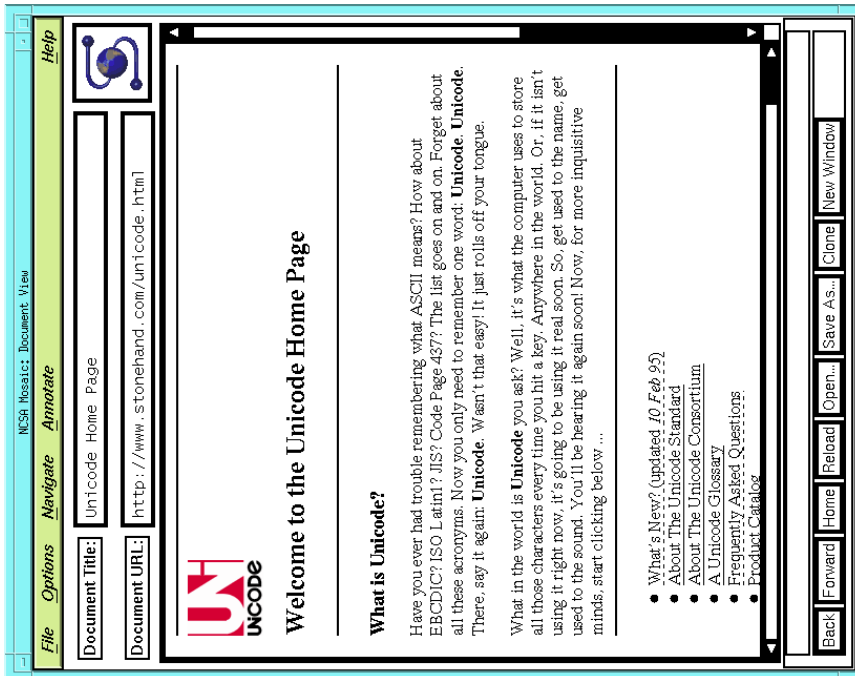 NCSA Mosaic: Document View
File Options Navigate Annotate Help
Document Title: Unicode Home Page
Document URL: http://www.stonehand.com/unicode.html
UNI
UNICODE
Welcome to the Unicode Home Page
What is Unicode?
Have you ever had trouble remembering what ASCII means? How about
EBCDIC? ISO Latin1? JIS? Code Page 437? The list goes on and on. Forget about
all these acronyms. Now you only need to remember one word: Unicode. Unicode.
There, say it again: Unicode. Wasn't that easy! It just rolls off your tongue.
What in the world is Unicode you ask? Well, it's what the computer uses to store
all those characters every time you hit a key. Anywhere in the world. Or, if it isn't
using it right now, it's going to be using it real soon. So, get used to the name, get
used to the sound. You'll be hearing it again soon! Now, for more inquisitive
minds, start clicking below ...
• What's New? (updated 10 Feb 95)
• About The Unicode Standard
• About The Unicode Consortium
• A Unicode Glossary
• Frequently Asked Questions
• Product Catalog
Back Forward Home Reload Open... Save As... Clone New Window